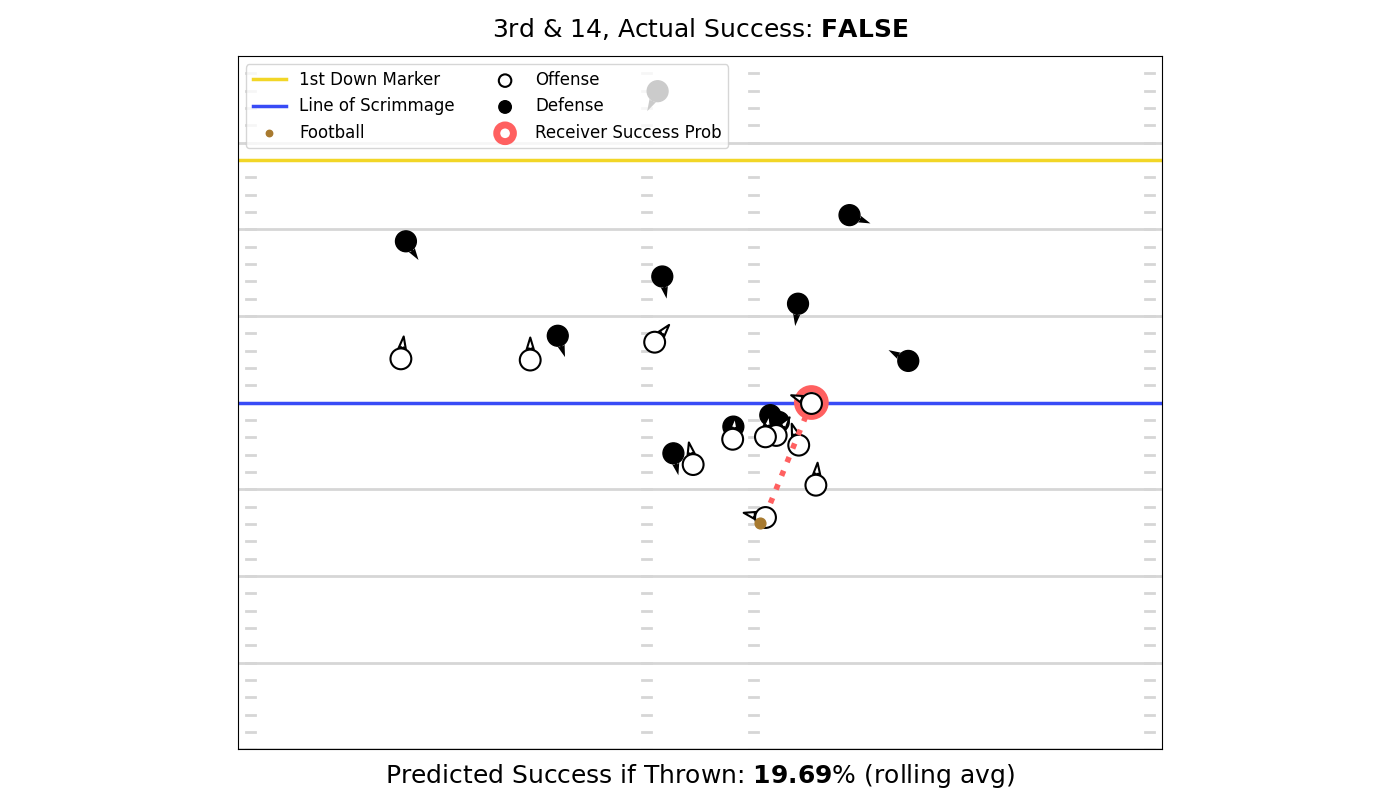 3rd & 14, Actual Success: FALSE
1st Down Marker
Line of Scrimmage
Football
Offense
Defense
Receiver Success Prob
Predicted Success if Thrown: 19.69% (rolling avg)